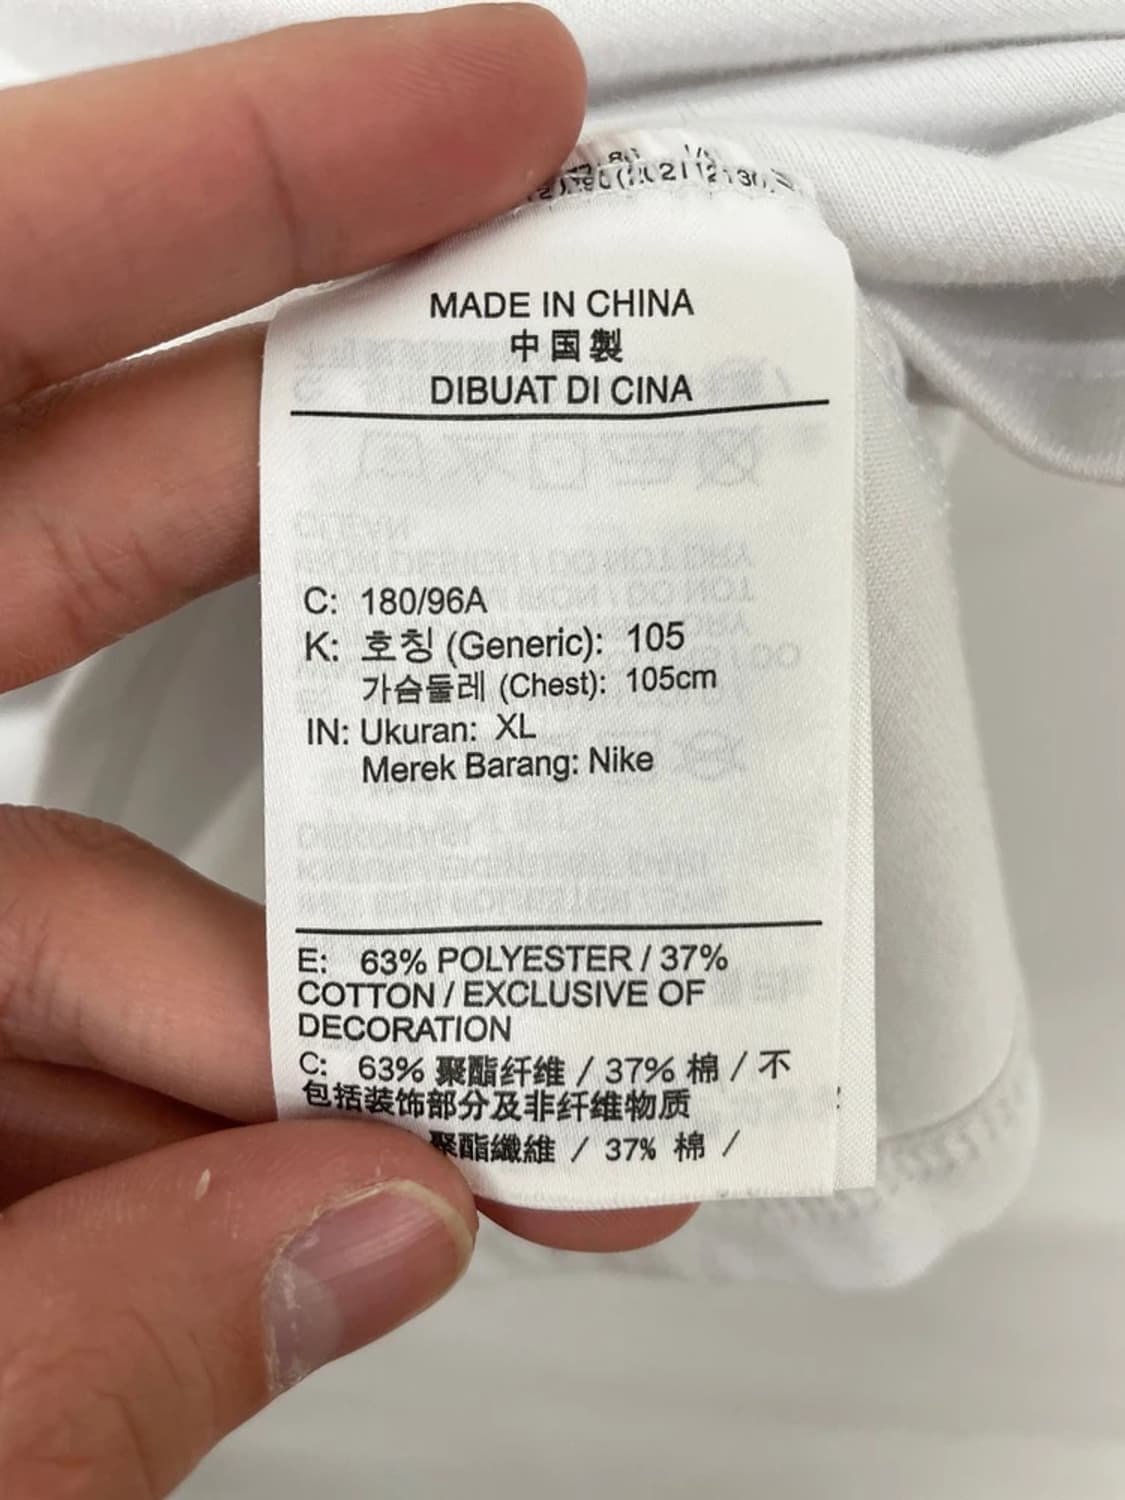 MADE IN CHINA
中国製
DIBUAT DI CINA
C: 180/96A
K: 호칭 (Generic): 105
가슴둘레 (Chest): 105cm
IN: Ukuran: XL
Merek Barang: Nike
E: 63% POLYESTER / 37%
COTTON / EXCLUSIVE OF
DECORATION
C: 63% 聚酯纤维 / 37% 棉 / 不
包括装饰部分及非纤维物质
聚酯纖維 / 37% 棉 /